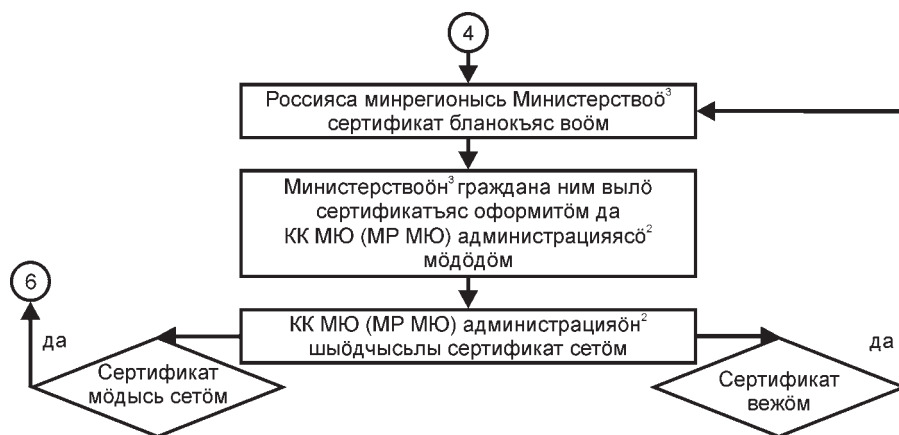 4
Россияса минрегионысь Министерствоӧ³
сертификат бланокъяс воӧм
Министерствоӧн³ граждана ним вылӧ
сертификатъяс оформитӧм да
КК МЮ (МР МЮ) администрацияясӧ²
мӧдӧдӧм
6
КК МЮ (МР МЮ) администрацияӧн²
шыӧдчысьлы сертификат сетӧм
да
да
Сертификат
мӧдысь сетӧм
Сертификат
вежӧм